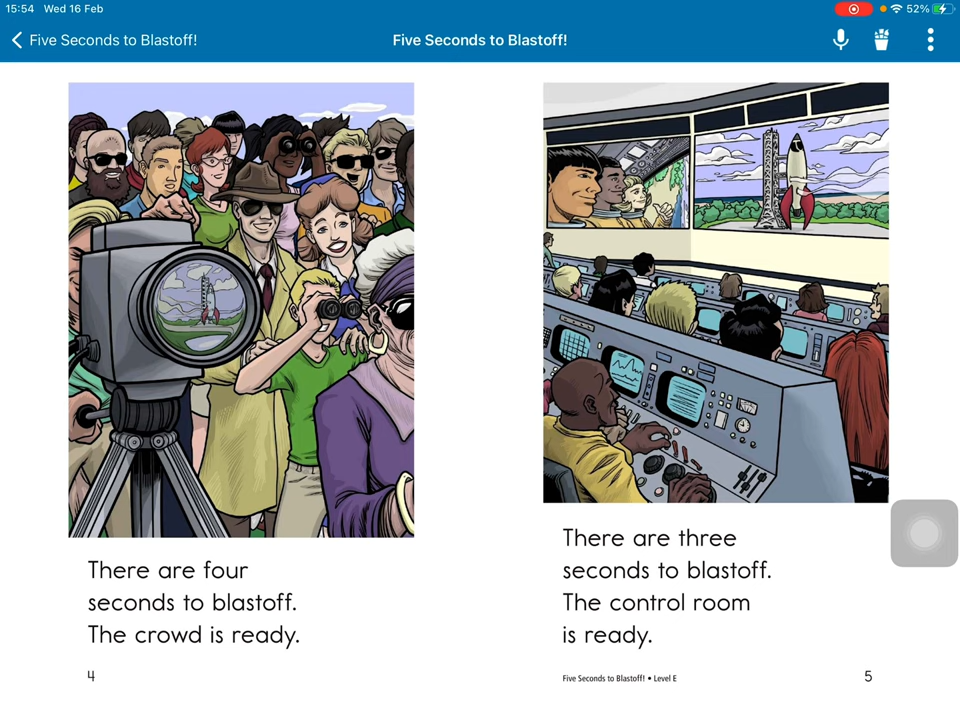 15:54 Wed 16 Feb
52%
Five Seconds to Blastoff!
Five Seconds to Blastoff!
There are four
seconds to blastoff.
The crowd is ready.
4
There are three
seconds to blastoff.
The control room
is ready.
Five Seconds to Blastoff! • Level E
5